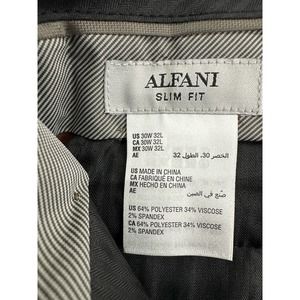 ALFANI
SLIM FIT
US 30W 32L
CA 30W 32L
MX 30W 32L
AE الخصر 30، الطول 32
US MADE IN CHINA
CA FABRIQUÉ EN CHINE
MX HECHO EN CHINA
AE صنع في الصين
US 64% POLYESTER 34% VISCOSE
2% SPANDEX
CA 64% POLYESTER 34% VISCOSE
2% SPANDEX